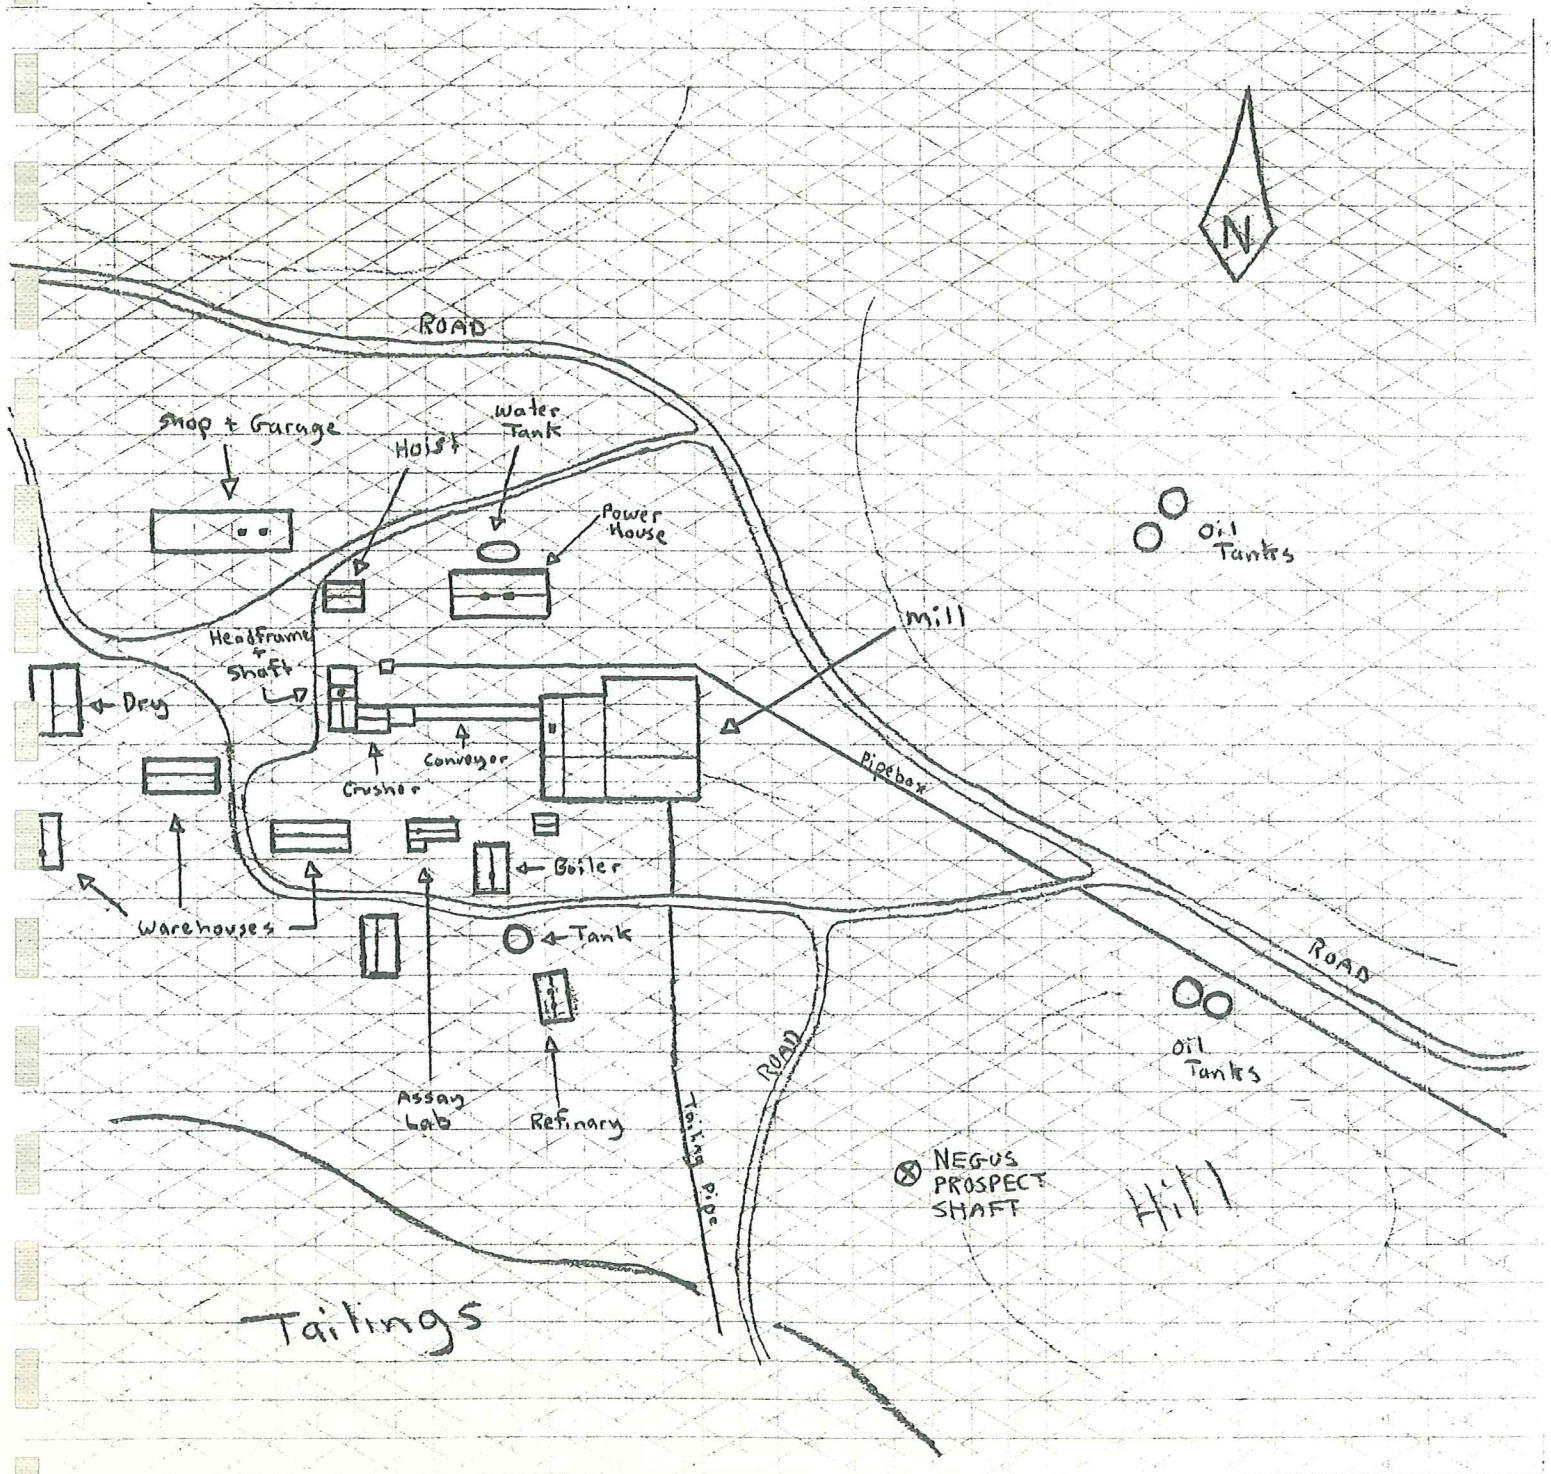 N
ROAD
Shop + Garage
Hoist
Water
Tank
Power
House
Oil
Tanks
Mill
Headframe
+
Shaft
Dry
Conveyor
Crusher
Pipebox
Boiler
Warehouses
Tank
ROAD
ROAD
Oil
Tanks
Assay
Lab
Refinary
Tailing Pipe
NEGUS
PROSPECT
SHAFT
Hill
Tailings